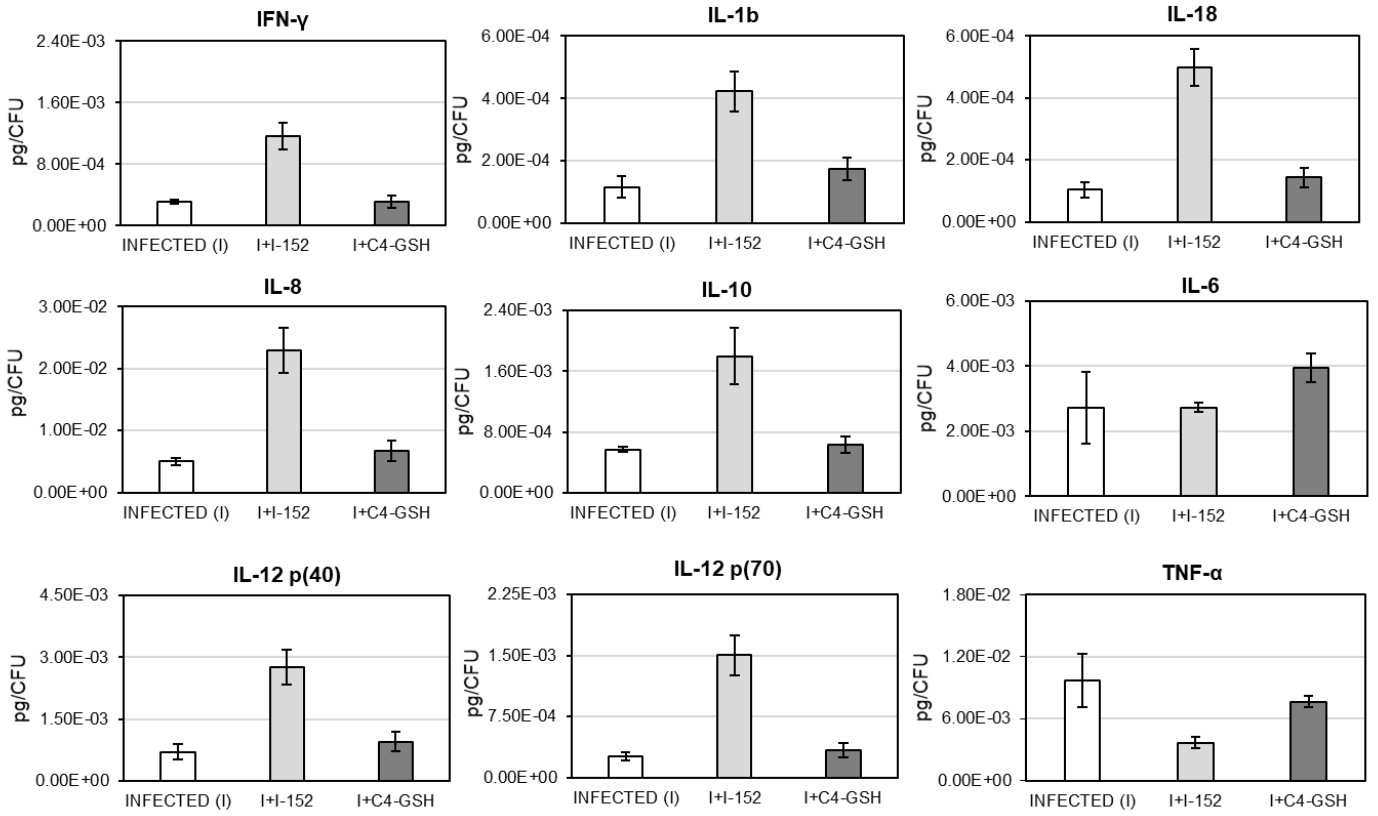 IFN-γ
pg/CFU
2.40E-03
1.60E-03
8.00E-04
0.00E+00
INFECTED (I) I+I-152 I+C4-GSH
IL-1b
pg/CFU
6.00E-04
4.00E-04
2.00E-04
0.00E+00
INFECTED (I) I+I-152 I+C4-GSH
IL-18
pg/CFU
6.00E-04
4.00E-04
2.00E-04
0.00E+00
INFECTED (I) I+I-152 I+C4-GSH
IL-8
pg/CFU
3.00E-02
2.00E-02
1.00E-02
0.00E+00
INFECTED (I) I+I-152 I+C4-GSH
IL-10
pg/CFU
2.40E-03
1.60E-03
8.00E-04
0.00E+00
INFECTED (I) I+I-152 I+C4-GSH
IL-6
pg/CFU
6.00E-03
4.00E-03
2.00E-03
0.00E+00
INFECTED (I) I+I-152 I+C4-GSH
IL-12 p(40)
pg/CFU
4.50E-03
3.00E-03
1.50E-03
0.00E+00
INFECTED (I) I+I-152 I+C4-GSH
IL-12 p(70)
pg/CFU
2.25E-03
1.50E-03
7.50E-04
0.00E+00
INFECTED (I) I+I-152 I+C4-GSH
TNF-α
pg/CFU
1.80E-02
1.20E-02
6.00E-03
0.00E+00
INFECTED (I) I+I-152 I+C4-GSH